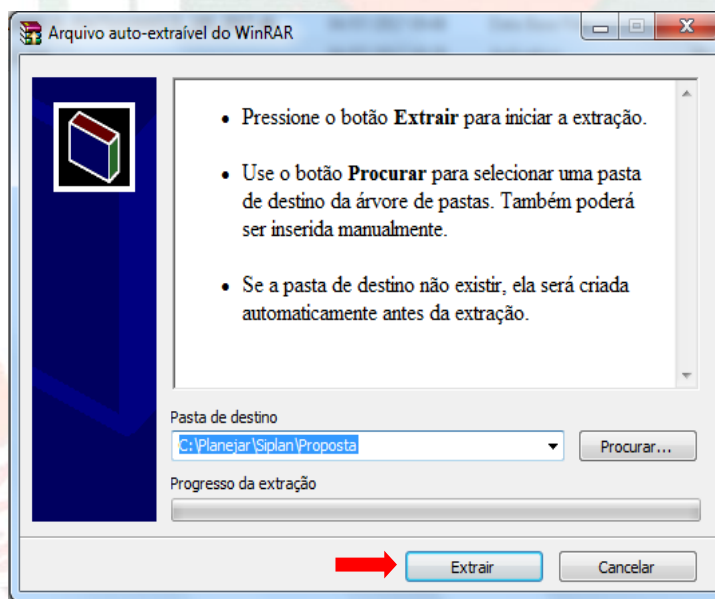 Arquivo auto-extraível do WinRAR
• Pressione o botão Extrair para iniciar a extração.
• Use o botão Procurar para selecionar uma pasta
de destino da árvore de pastas. Também poderá
ser inserida manualmente.
• Se a pasta de destino não existir, ela será criada
automaticamente antes da extração.
Pasta de destino
C:\Planejar\Siplan\Proposta
Procurar...
Progresso da extração
Extrair
Cancelar